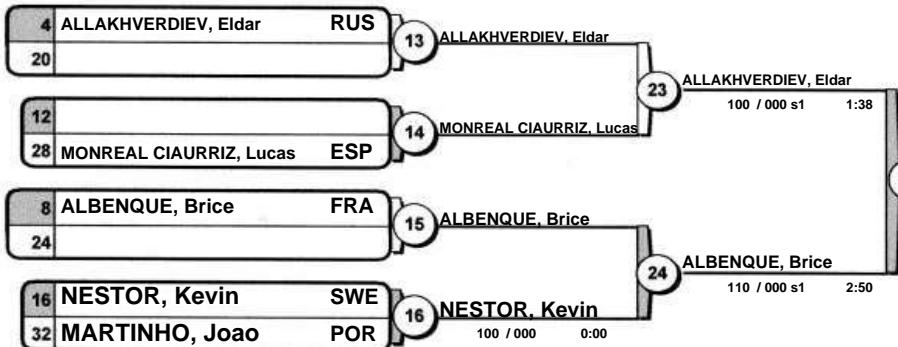 4 ALLAKHVERDIEV, Eldar RUS
20
13 ALLAKHVERDIEV, Eldar
12
28 MONREAL CIAURRIZ, Lucas ESP
14 MONREAL CIAURRIZ, Lucas
23 ALLAKHVERDIEV, Eldar
100 / 000 s1 1:38
8 ALBENQUE, Brice FRA
24
15 ALBENQUE, Brice
16 NESTOR, Kevin SWE
32 MARTINHO, Joao POR
16 NESTOR, Kevin
100 / 000 0:00
24 ALBENQUE, Brice
110 / 000 s1 2:50